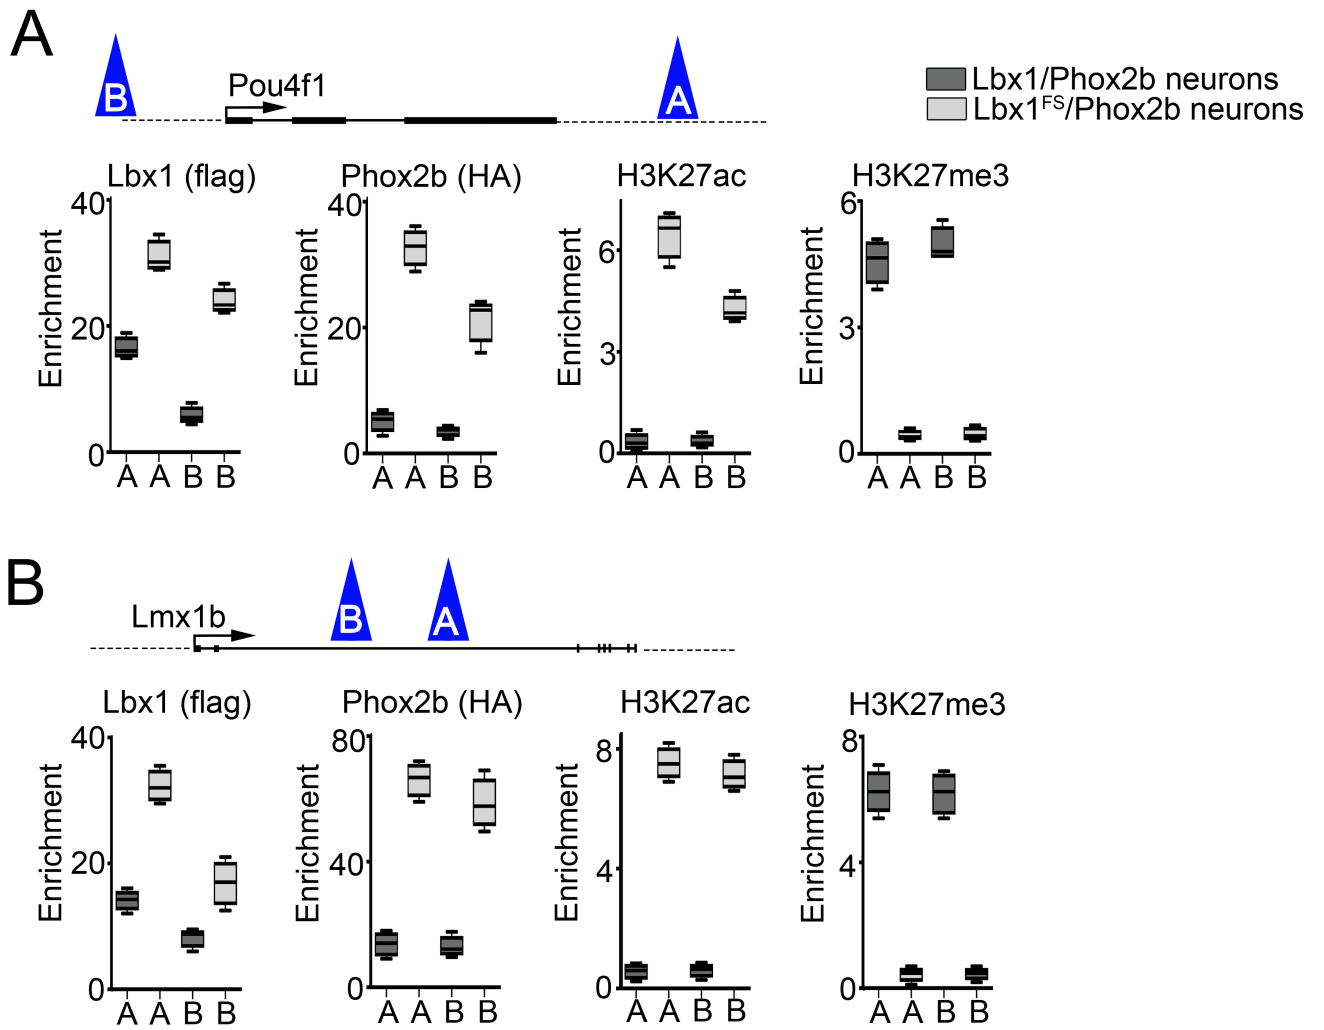 A
B
Pou4f1
A
Lbx1/Phox2b neurons
Lbx1FS/Phox2b neurons
Lbx1 (flag)
Phox2b (HA)
H3K27ac
H3K27me3
Enrichment
40
20
0
A A B B
Enrichment
40
20
0
A A B B
Enrichment
6
3
0
A A B B
Enrichment
6
3
0
A A B B
B
Lmx1b
B
A
Lbx1 (flag)
Phox2b (HA)
H3K27ac
H3K27me3
Enrichment
40
20
0
A A B B
Enrichment
80
40
0
A A B B
Enrichment
8
4
0
A A B B
Enrichment
8
4
0
A A B B